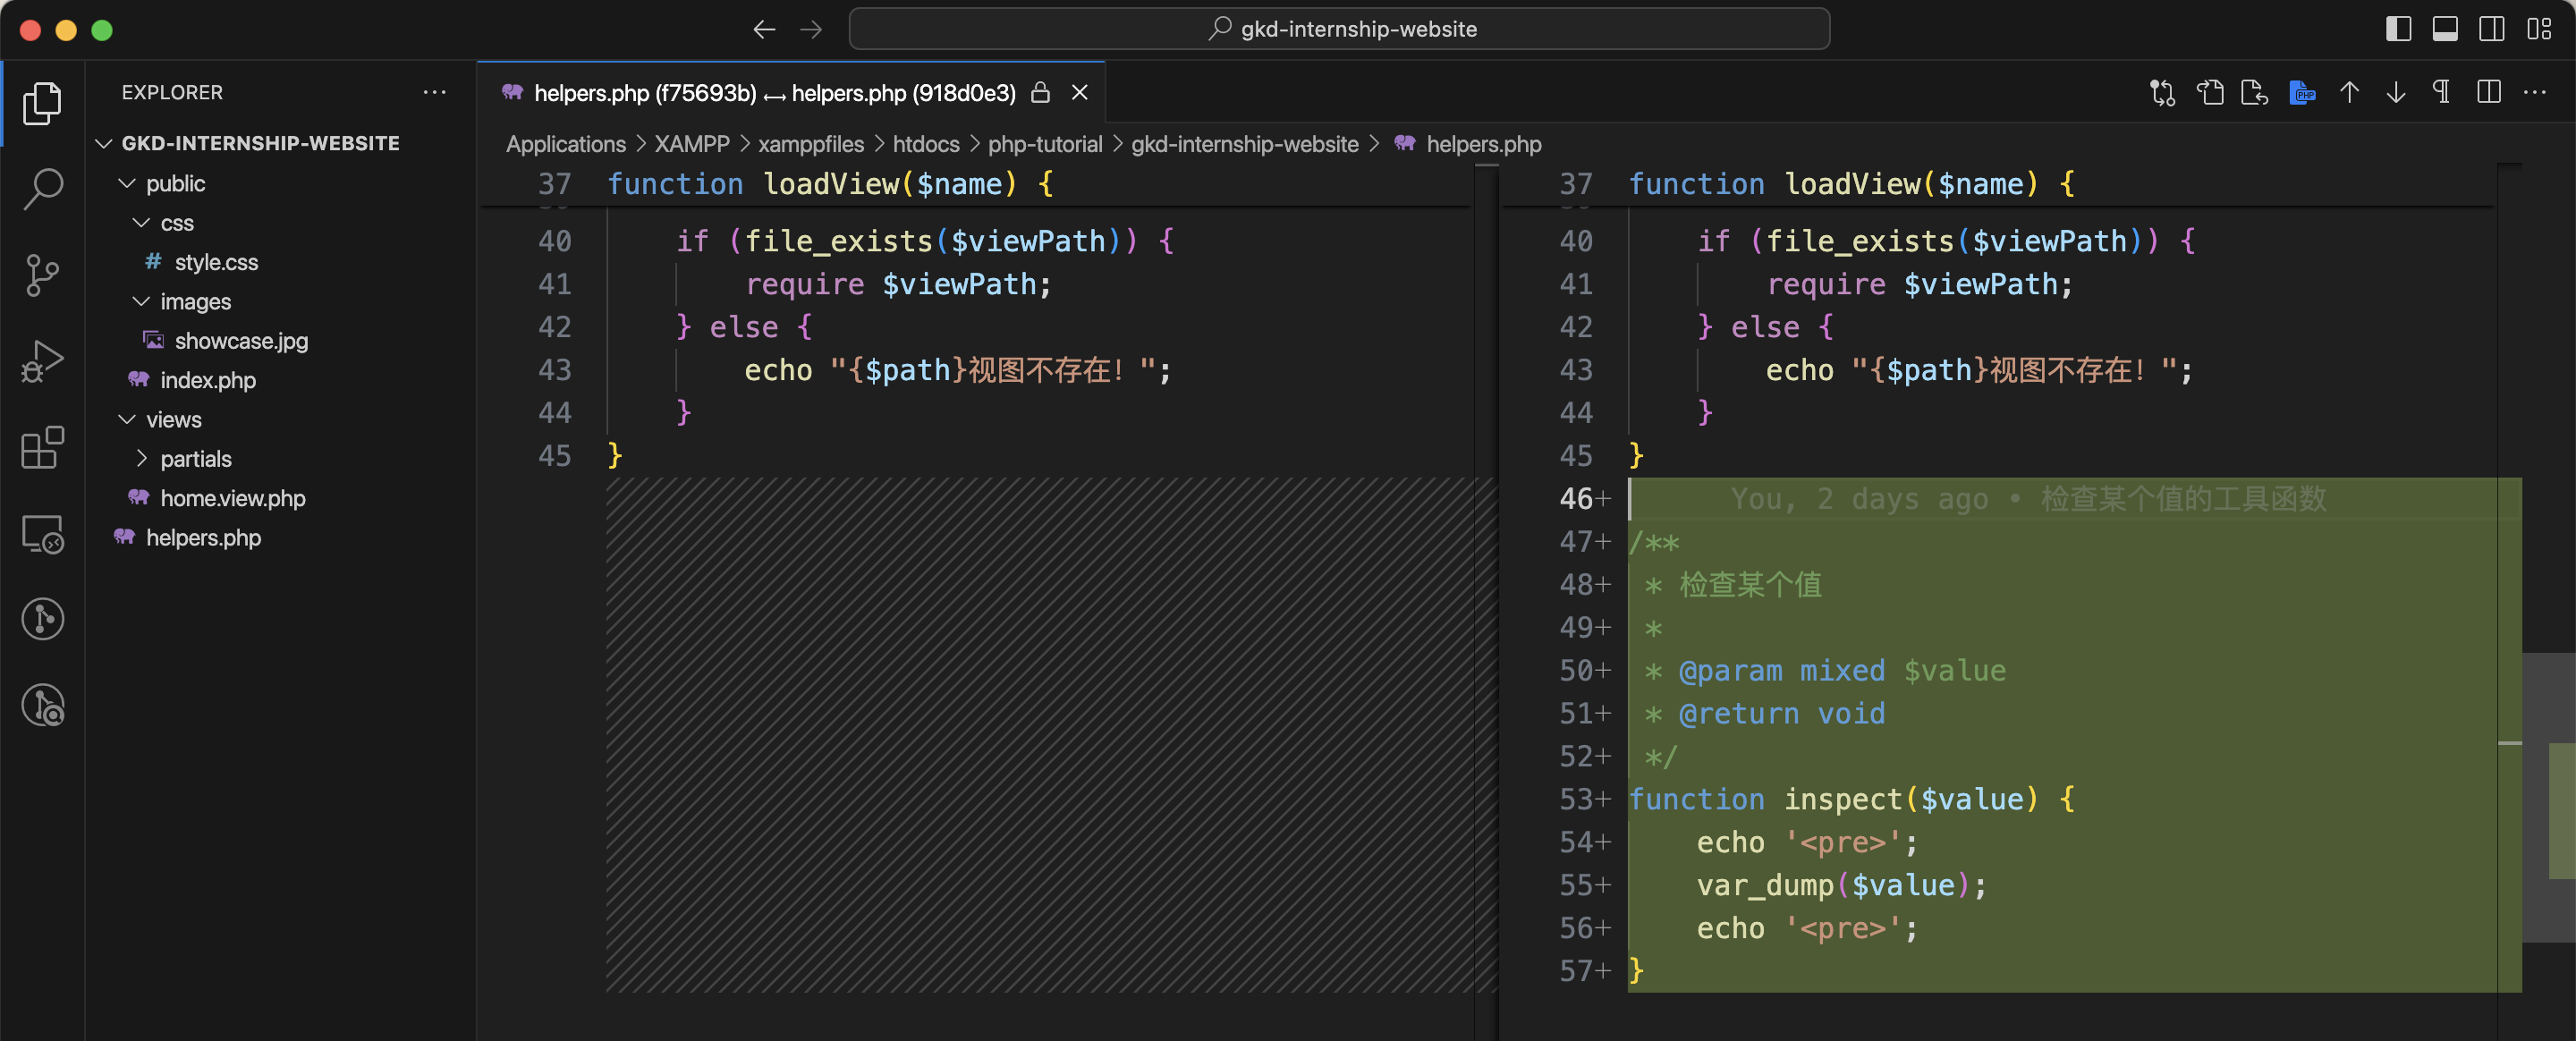 gkd-internship-website
EXPLORER
GKD-INTERNSHIP-WEBSITE
public
css
# style.css
images
showcase.jpg
index.php
views
partials
home.view.php
helpers.php
helpers.php (f75693b) ↔ helpers.php (918d0e3)
PHP
Applications > XAMPP > xamppfiles > htdocs > php-tutorial > gkd-internship-website > helpers.php
37 function loadView($name) {
40 if (file_exists($viewPath)) {
41 require $viewPath;
42 } else {
43 echo "{$path}视图不存在！";
44 }
45 }
37 function loadView($name) {
40 if (file_exists($viewPath)) {
41 require $viewPath;
42 } else {
43 echo "{$path}视图不存在！";
44 }
45 }
46+ You, 2 days ago • 检查某个值的工具函数
47+ /**
48+ * 检查某个值
49+ *
50+ * @param mixed $value
51+ * @return void
52+ */
53+ function inspect($value) {
54+ echo '<pre>';
55+ var_dump($value);
56+ echo '<pre>';
57+ }